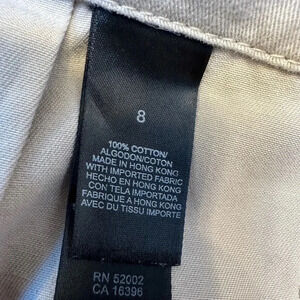 8
100% COTTON/
ALGODON/COTON
MADE IN HONG KONG
WITH IMPORTED FABRIC
HECHO EN HONG KONG
CON TELA IMPORTADA
FABRIQUE A HONG KONG
AVEC DU TISSU IMPORTE
RN 52002
CA 16396